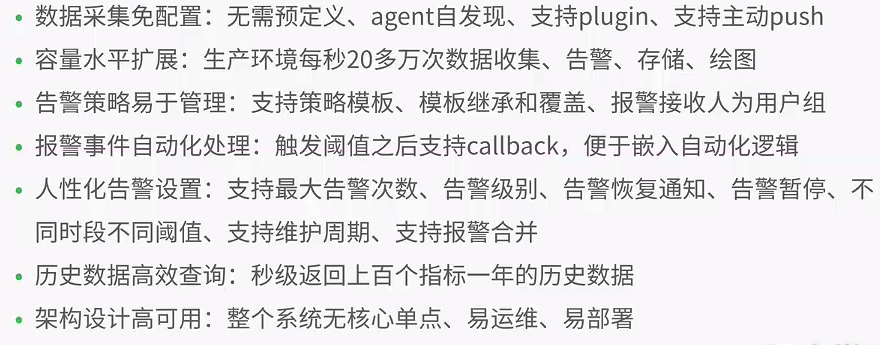 • 数据采集免配置：无需预定义、agent自发现、支持plugin、支持主动push
• 容量水平扩展：生产环境每秒20多万次数据收集、告警、存储、绘图
• 告警策略易于管理：支持策略模板、模板继承和覆盖、报警接收人为用户组
• 报警事件自动化处理：触发阈值之后支持callback，便于嵌入自动化逻辑
• 人性化告警设置：支持最大告警次数、告警级别、告警恢复通知、告警暂停、不
同时段不同阈值、支持维护周期、支持报警合并
• 历史数据高效查询：秒级返回上百个指标一年的历史数据
• 架构设计高可用：整个系统无核心单点、易运维、易部署